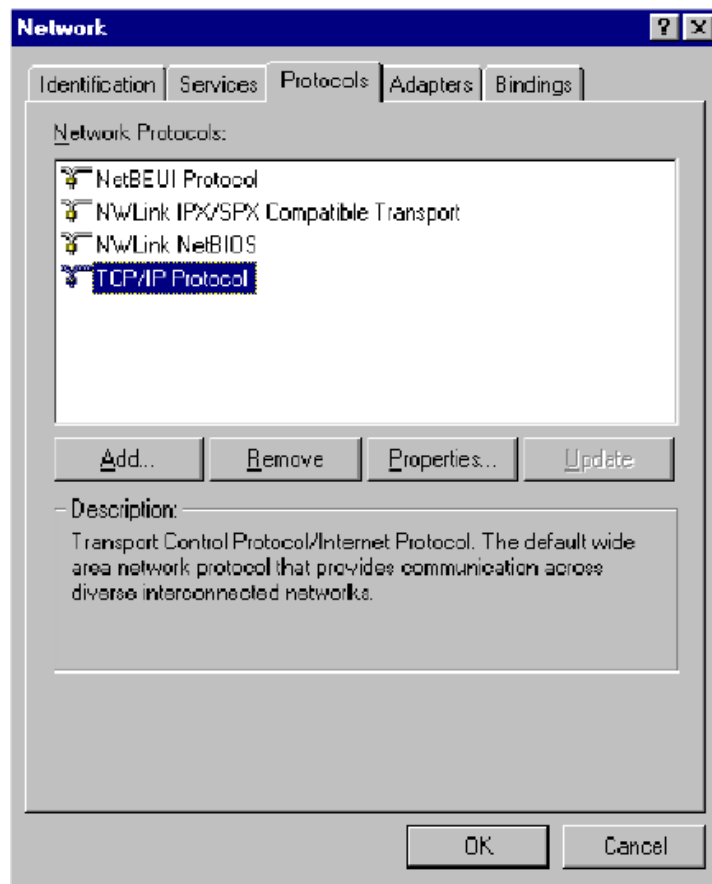 Network
Identification Services Protocols Adapters Bindings
Network Protocols:
NetBEUI Protocol
NWLink IPX/SPX Compatible Transport
NWLink NetBIOS
TCP/IP Protocol
Add... Remove Properties... Update
Description:
Transport Control Protocol/Internet Protocol. The default wide
area network protocol that provides communication across
diverse interconnected networks.
OK Cancel